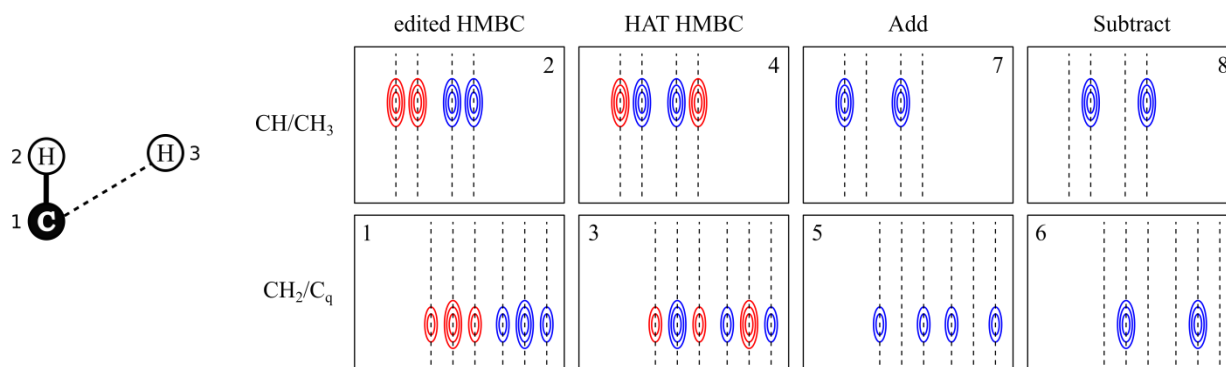 edited HMBC HAT HMBC Add Subtract
2 4 7 8
CH/CH₃
2 H H 3
1 C
1 3 5 6
CH₂/C_q